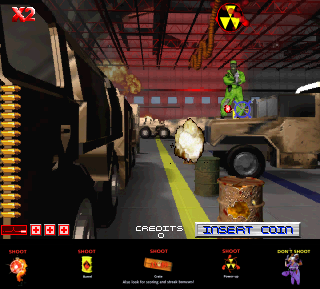 X2
CREDITS
0
INSERT COIN
SHOOT SHOOT SHOOT SHOOT DON'T SHOOT
Barrel Crate Power-up
Also look for scoring and streak bonuses!